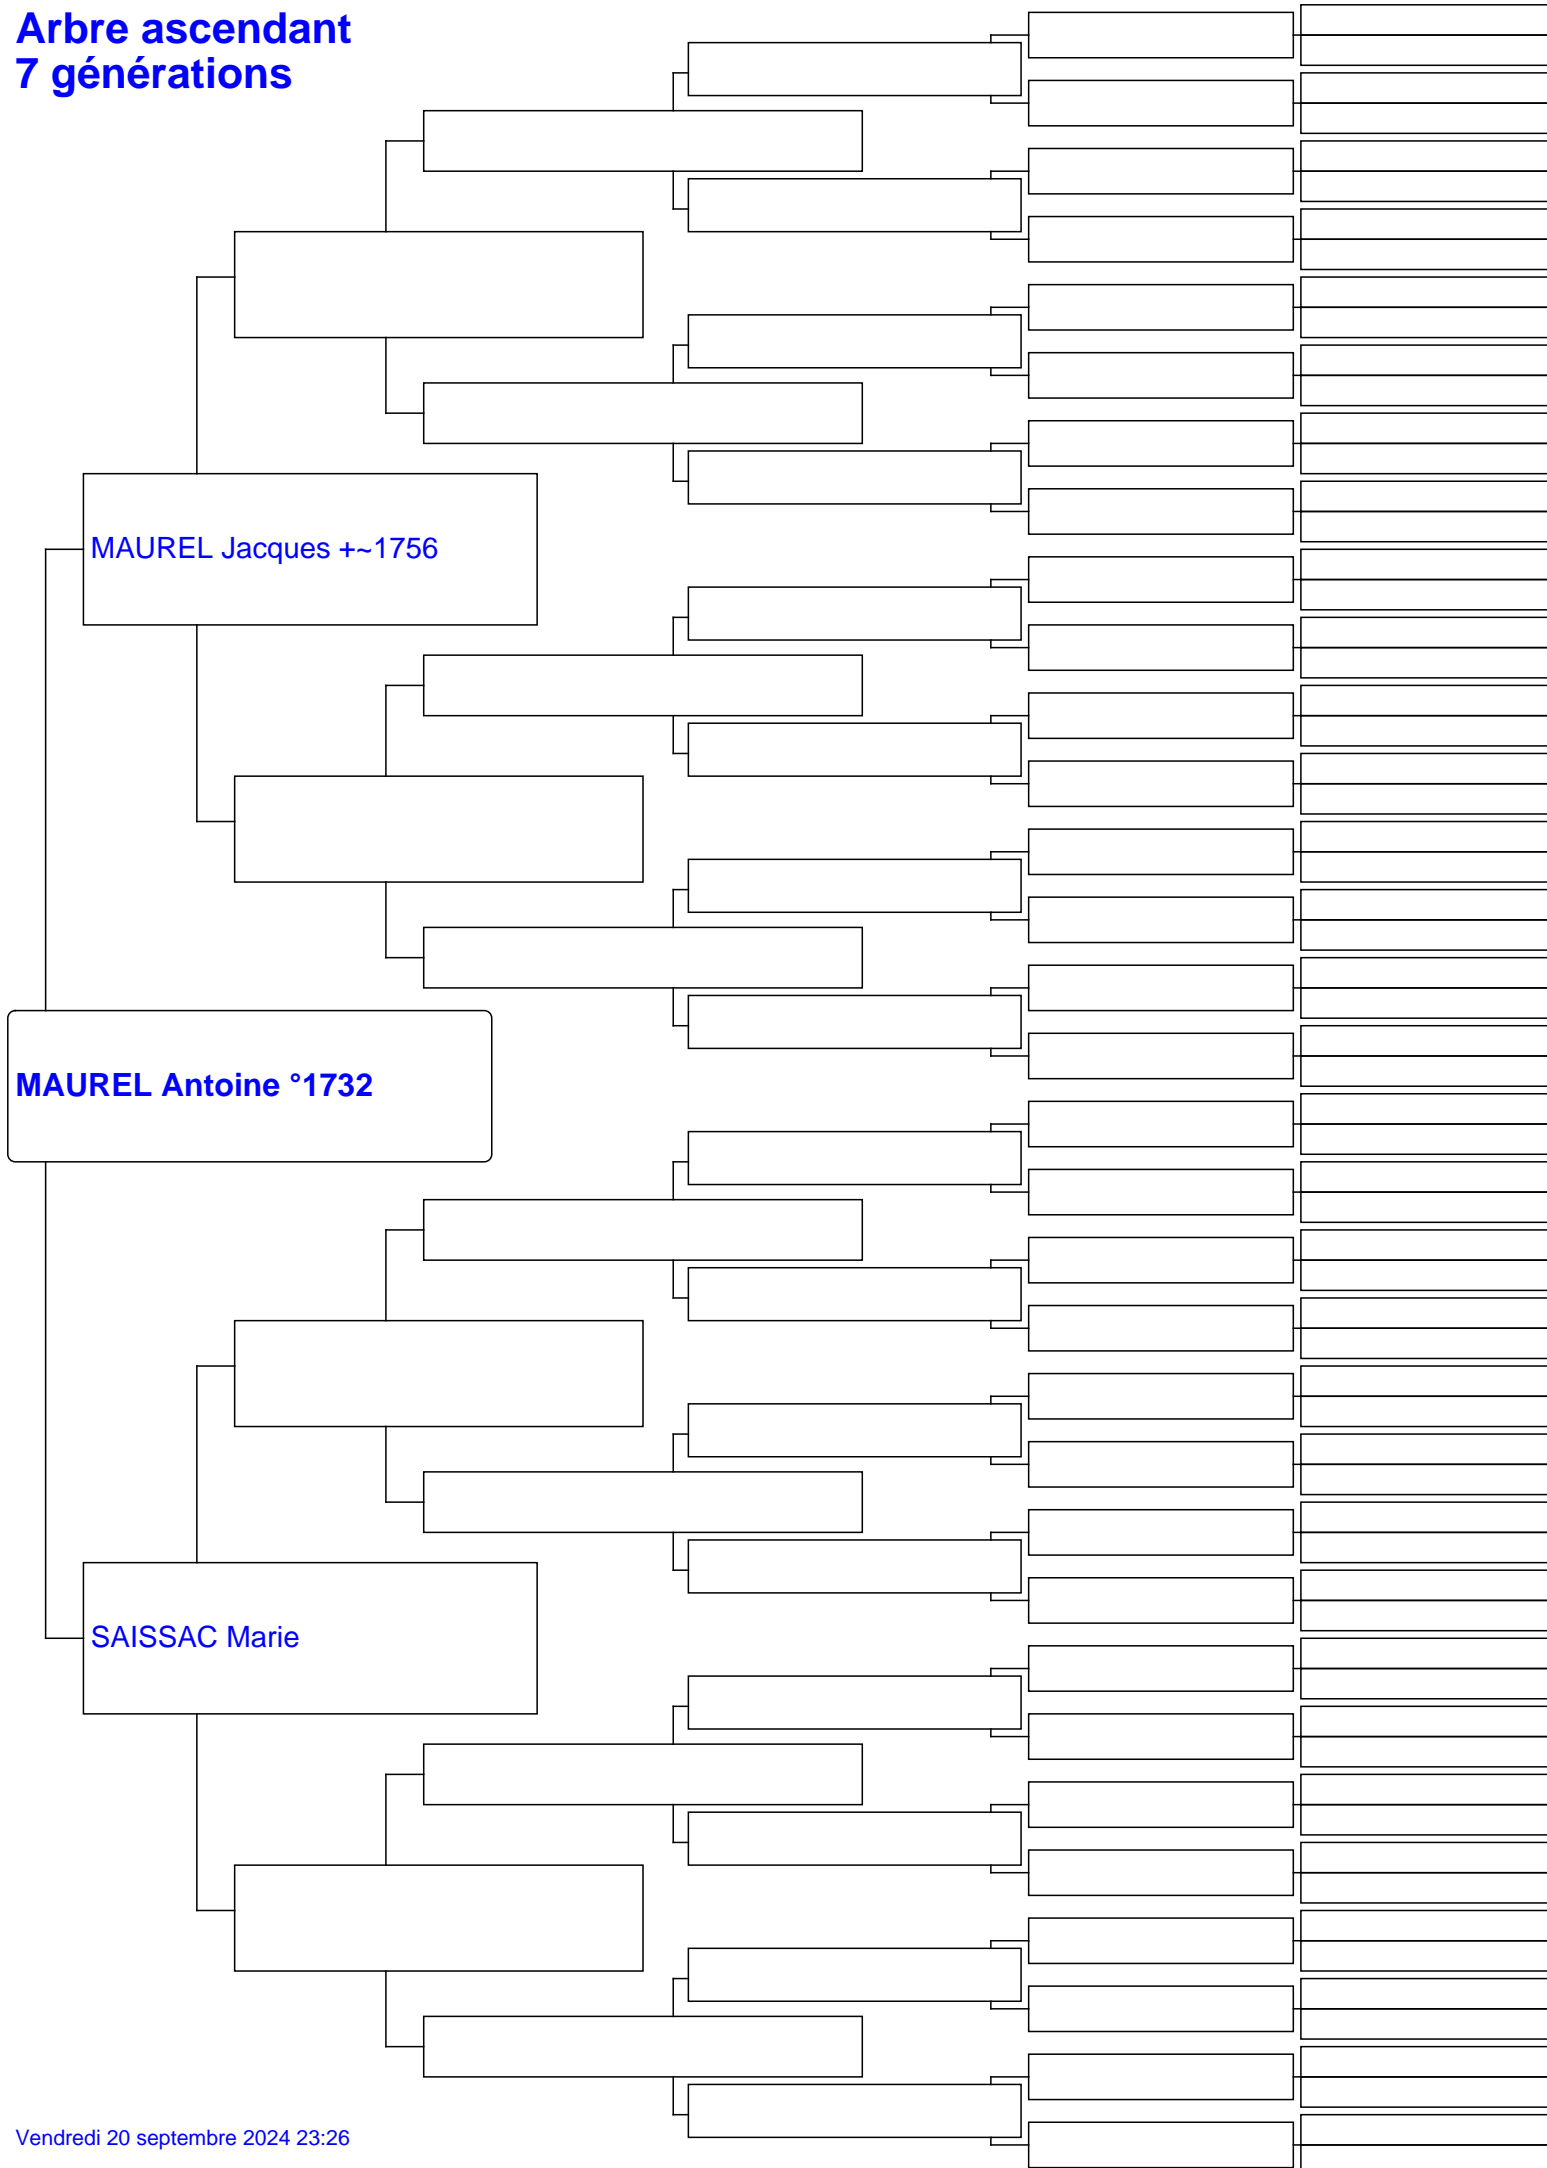 Arbre ascendant
7 générations
MAUREL Jacques +~1756
MAUREL Antoine °1732
SAISSAC Marie
Vendredi 20 septembre 2024 23:26